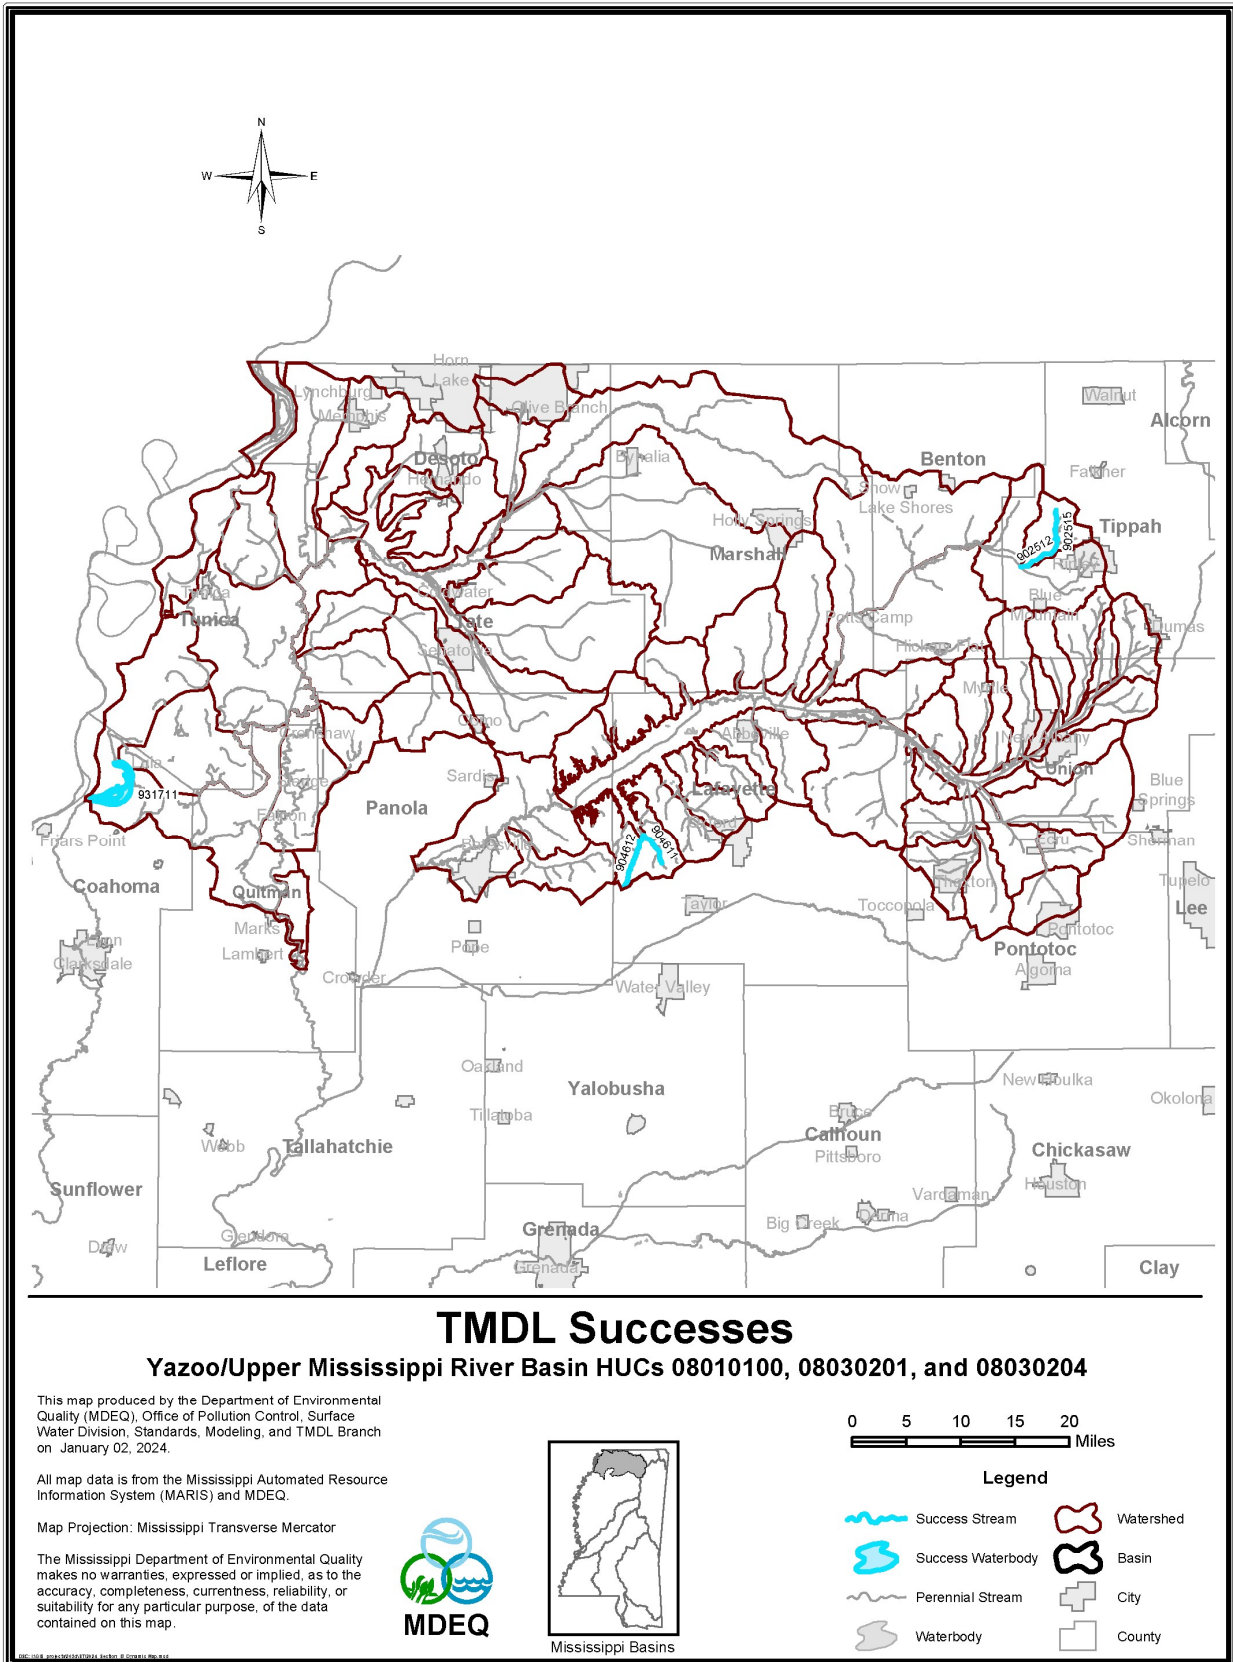 N
W E
S
Horn
Lake
Lynchburg
Walnut
Olive Branch
Memphis
Alcorn
Desoto
Byhalia
Benton
Falkner
Hernando
Snow
Lake Shores
Holly Springs
902515
Tippah
Marshall
902512
Ripley
Tunica
Coldwater
Blue
Mountain
Tunica
Tate
Potts Camp
Dumas
Senatobia
Hickory Flat
Myrtle
Como
Crenshaw
Abbeville
New Albany
Lula
Sardis
Union
Sledge
Lafayette
Blue
Springs
931711
Panola
Falcon
Oxford
Friars Point
Batesville
904612
904611
Ecru
Sherman
Coahoma
Quitman
Thaxton
Tupelo
Taylor
Toccopola
Lee
Marks
Pontotoc
Lyon
Pope
Pontotoc
Clarksdale
Lambert
Algoma
Crowder
Water Valley
Oakland
New Houlka
Yalobusha
Okolona
Tillatoba
Bruce
Calhoun
Webb
Tallahatchie
Pittsboro
Chickasaw
Sunflower
Houston
Vardaman
Big Creek
Derma
Glendora
Grenada
Drew
Leflore
Grenada
Clay
TMDL Successes
Yazoo/Upper Mississippi River Basin HUCs 08010100, 08030201, and 08030204
This map produced by the Department of Environmental
Quality (MDEQ), Office of Pollution Control, Surface
Water Division, Standards, Modeling, and TMDL Branch
on January 02, 2024.
All map data is from the Mississippi Automated Resource
Information System (MARIS) and MDEQ.
Map Projection: Mississippi Transverse Mercator
The Mississippi Department of Environmental Quality
makes no warranties, expressed or implied, as to the
accuracy, completeness, currentness, reliability, or
suitability for any particular purpose, of the data
contained on this map.
MDEQ
Mississippi Basins
0 5 10 15 20
Miles
Legend
Success Stream
Watershed
Success Waterbody
Basin
Perennial Stream
City
Waterbody
County